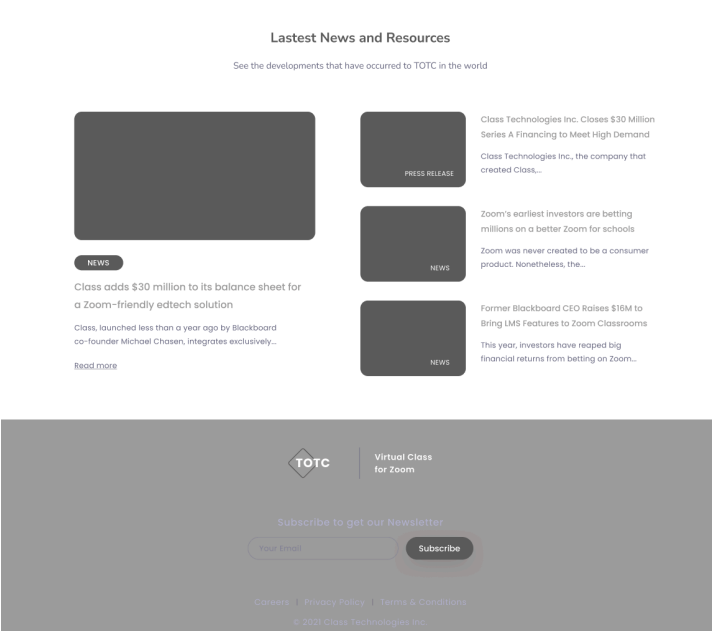 Lastest News and Resources
See the developments that have occurred to TOTC in the world
NEWS
Class adds $30 million to its balance sheet for
a Zoom-friendly edtech solution
Class, launched less than a year ago by Blackboard
co-founder Michael Chasen, integrates exclusively...
Read more
PRESS RELEASE
Class Technologies Inc. Closes $30 Million
Series A Financing to Meet High Demand
Class Technologies Inc., the company that
created Class,...
NEWS
Zoom's earliest investors are betting
millions on a better Zoom for schools
Zoom was never created to be a consumer
product. Nonetheless, the...
NEWS
Former Blackboard CEO Raises $16M to
Bring LMS Features to Zoom Classrooms
This year, investors have reaped big
financial returns from betting on Zoom...
TOTC
Virtual Class
for Zoom
Subscribe to get our Newsletter
Your Email
Subscribe
Careers | Privacy Policy | Terms & Conditions
© 2021 Class Technologies Inc.